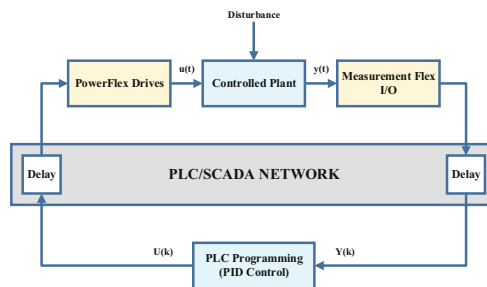 Disturbance
u(t)
y(t)
PowerFlex Drives
Controlled Plant
Measurement Flex
I/O
Delay
PLC/SCADA NETWORK
Delay
U(k)
PLC Programming
(PID Control)
Y(k)